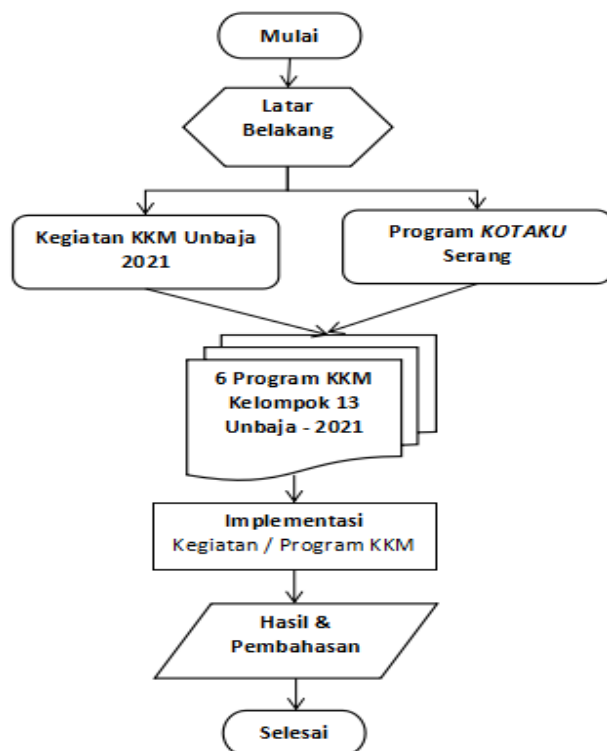 Mulai
Latar
Belakang
Kegiatan KKM Unbaja
2021
Program KOTAKU
Serang
6 Program KKM
Kelompok 13
Unbaja - 2021
Implementasi
Kegiatan / Program KKM
Hasil &
Pembahasan
Selesai